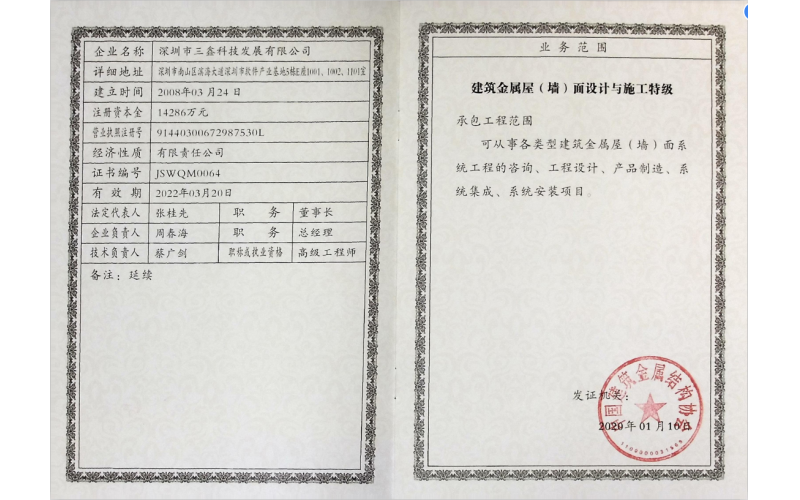 企业名称 深圳市三鑫科技发展有限公司
详细地址 深圳市南山区滨海大道深圳市软件产业基地5栋E座1001、1002、1101室
建立时间 2008年03月24日
注册资本金 14286万元
营业执照注册号 91440300672987530L
经济性质 有限责任公司
证书编号 JSWQM0064
有效期 2022年03月20日
法定代表人 张桂先 职务 董事长
企业负责人 周春海 职务 总经理
技术负责人 蔡广剑 职称或执业资格 高级工程师
备注：延续
业务范围
建筑金属屋（墙）面设计与施工特级
承包工程范围
可从事各类型建筑金属屋（墙）面系
统工程的咨询、工程设计、产品制造、系
统集成、系统安装项目。
中国建筑金属结构协会
发证机关：
2020年01月16日